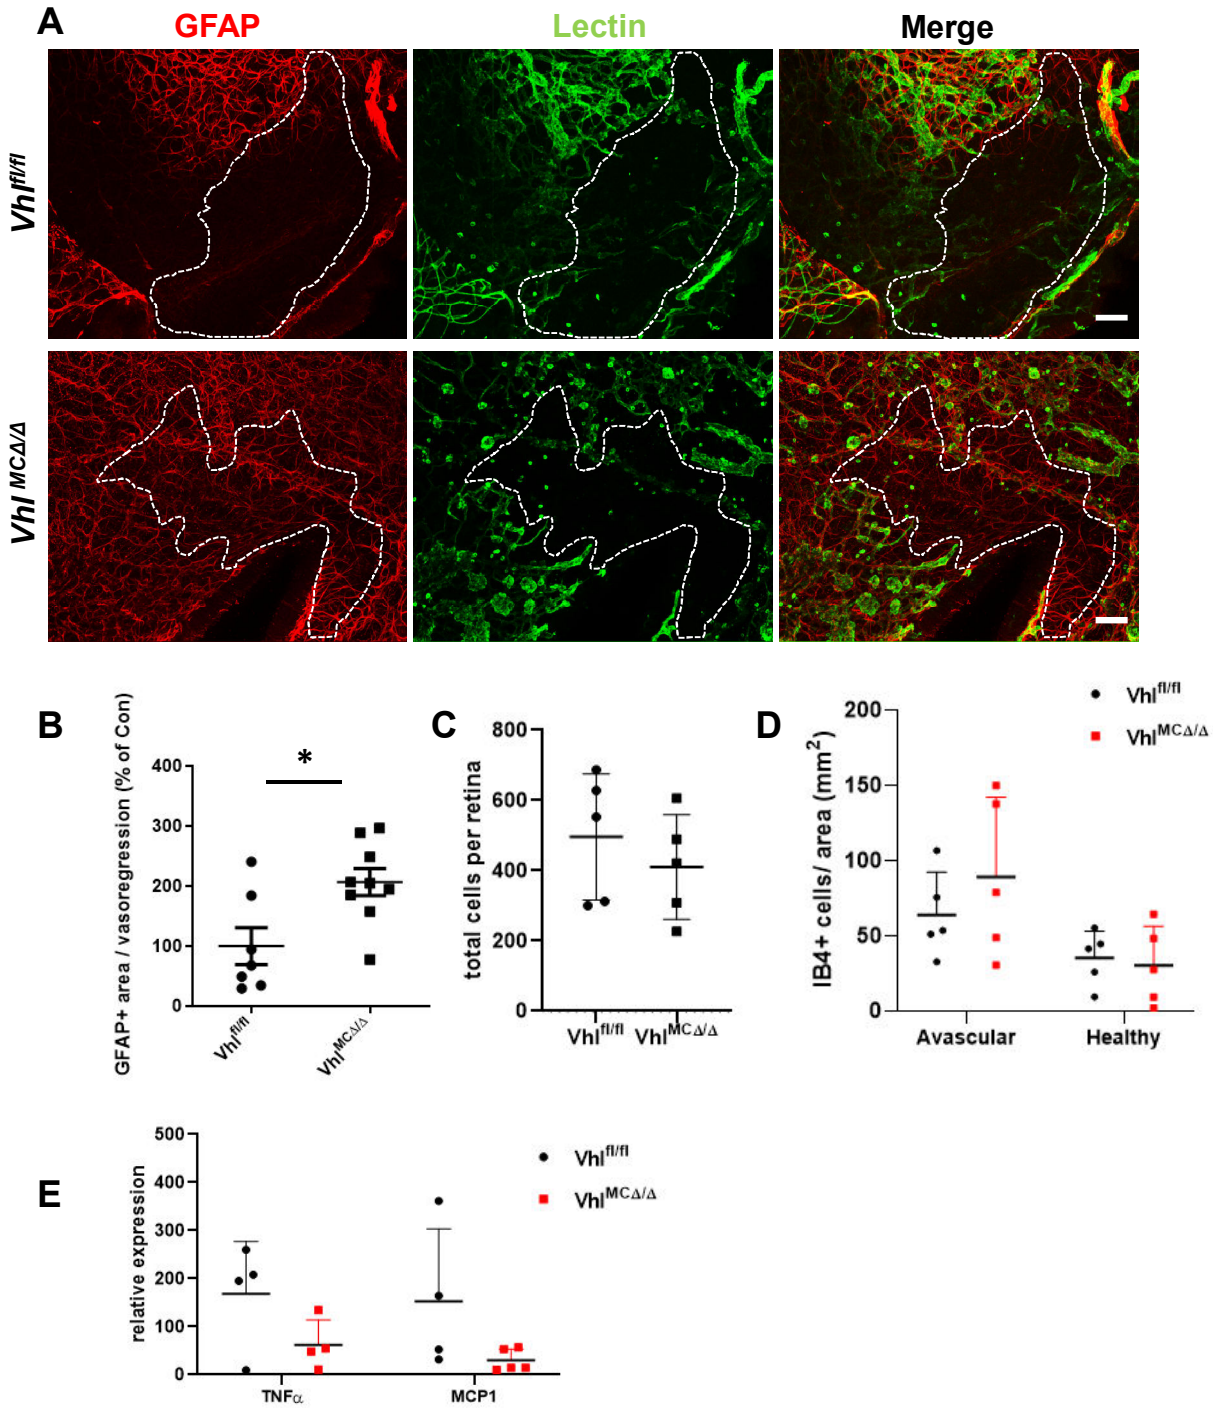 A
GFAP
Lectin
Merge
Vhlfl/fl
Vhl MCΔ/Δ
B
GFAP+ area / vasoregression (% of Con)
400
300
200
100
0
*
Vhlfl/fl
VhlMCΔ/Δ
C
total cells per retina
800
600
400
200
0
Vhlfl/fl VhlMCΔ/Δ
D
IB4+ cells/ area (mm2)
200
150
100
50
0
Avascular
Healthy
Vhlfl/fl
VhlMCΔ/Δ
E
relative expression
500
400
300
200
100
0
TNFα
MCP1
Vhlfl/fl
VhlMCΔ/Δ